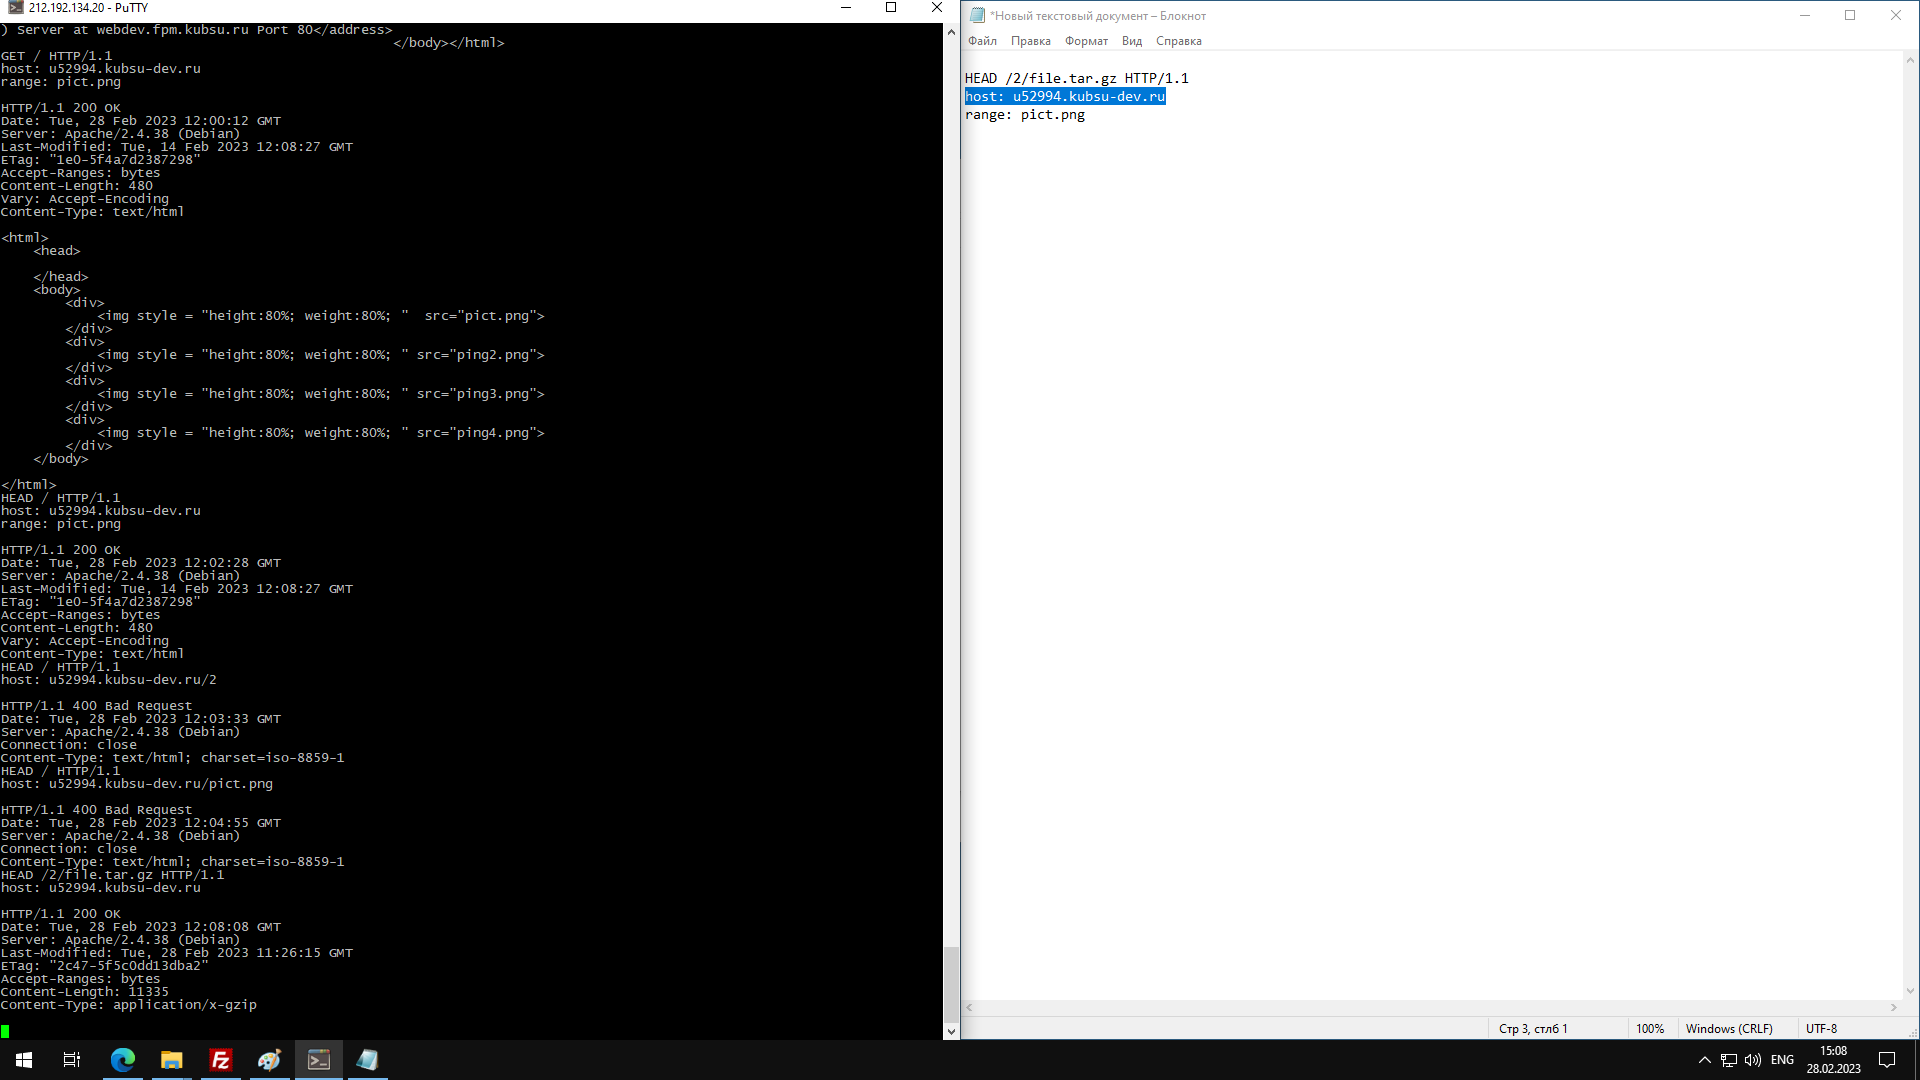 212.192.134.20 - PuTTY
) Server at webdev.fpm.kubsu.ru Port 80</address>
</body></html>
GET / HTTP/1.1
host: u52994.kubsu-dev.ru
range: pict.png
HTTP/1.1 200 OK
Date: Tue, 28 Feb 2023 12:00:12 GMT
Server: Apache/2.4.38 (Debian)
Last-Modified: Tue, 14 Feb 2023 12:08:27 GMT
ETag: "1e0-5f4a7d2387298"
Accept-Ranges: bytes
Content-Length: 480
Vary: Accept-Encoding
Content-Type: text/html
<html>
<head>
</head>
<body>
<div>
<img style = "height:80%; weight:80%; "  src="pict.png">
</div>
<div>
<img style = "height:80%; weight:80%; " src="ping2.png">
</div>
<div>
<img style = "height:80%; weight:80%; " src="ping3.png">
</div>
<div>
<img style = "height:80%; weight:80%; " src="ping4.png">
</div>
</body>
</html>
HEAD / HTTP/1.1
host: u52994.kubsu-dev.ru
range: pict.png
HTTP/1.1 200 OK
Date: Tue, 28 Feb 2023 12:02:28 GMT
Server: Apache/2.4.38 (Debian)
Last-Modified: Tue, 14 Feb 2023 12:08:27 GMT
ETag: "1e0-5f4a7d2387298"
Accept-Ranges: bytes
Content-Length: 480
Vary: Accept-Encoding
Content-Type: text/html
HEAD / HTTP/1.1
host: u52994.kubsu-dev.ru/2
HTTP/1.1 400 Bad Request
Date: Tue, 28 Feb 2023 12:03:33 GMT
Server: Apache/2.4.38 (Debian)
Connection: close
Content-Type: text/html; charset=iso-8859-1
HEAD / HTTP/1.1
host: u52994.kubsu-dev.ru/pict.png
HTTP/1.1 400 Bad Request
Date: Tue, 28 Feb 2023 12:04:55 GMT
Server: Apache/2.4.38 (Debian)
Connection: close
Content-Type: text/html; charset=iso-8859-1
HEAD /2/file.tar.gz HTTP/1.1
host: u52994.kubsu-dev.ru
HTTP/1.1 200 OK
Date: Tue, 28 Feb 2023 12:08:08 GMT
Server: Apache/2.4.38 (Debian)
Last-Modified: Tue, 28 Feb 2023 11:26:15 GMT
ETag: "2c47-5f5c0dd13dba2"
Accept-Ranges: bytes
Content-Length: 11335
Content-Type: application/x-gzip
*Новый текстовый документ – Блокнот
Файл Правка Формат Вид Справка
HEAD /2/file.tar.gz HTTP/1.1
host: u52994.kubsu-dev.ru
range: pict.png
Стр 3, стлб 1 100% Windows (CRLF) UTF-8
Fz
ENG
15:08
28.02.2023